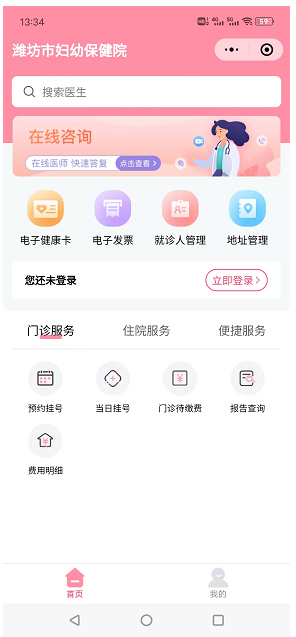 13:34
4G 5G 59
潍坊市妇幼保健院
搜索医生
在线咨询
在线医师 快速答复 点击查看
电子健康卡 电子发票 就诊人管理 地址管理
您还未登录 立即登录
门诊服务 住院服务 便捷服务
预约挂号 当日挂号 门诊待缴费 报告查询
费用明细
首页 我的